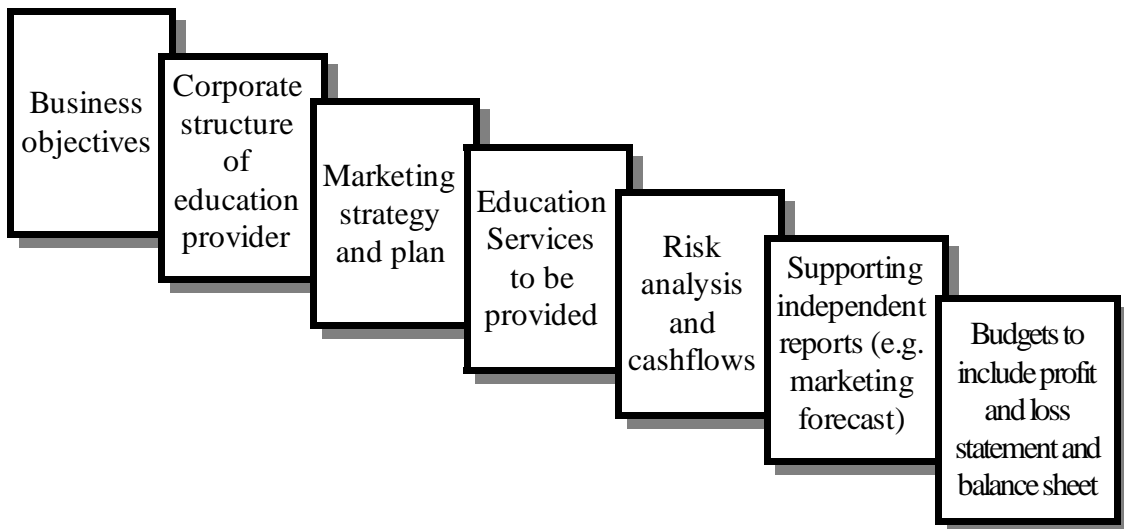 Business
objectives
Corporate
structure
of
education
provider
Marketing
strategy
and plan
Education
Services
to be
provided
Risk
analysis
and
cashflows
Supporting
independent
reports (e.g.
marketing
forecast)
Budgets to
include profit
and loss
statement and
balance sheet